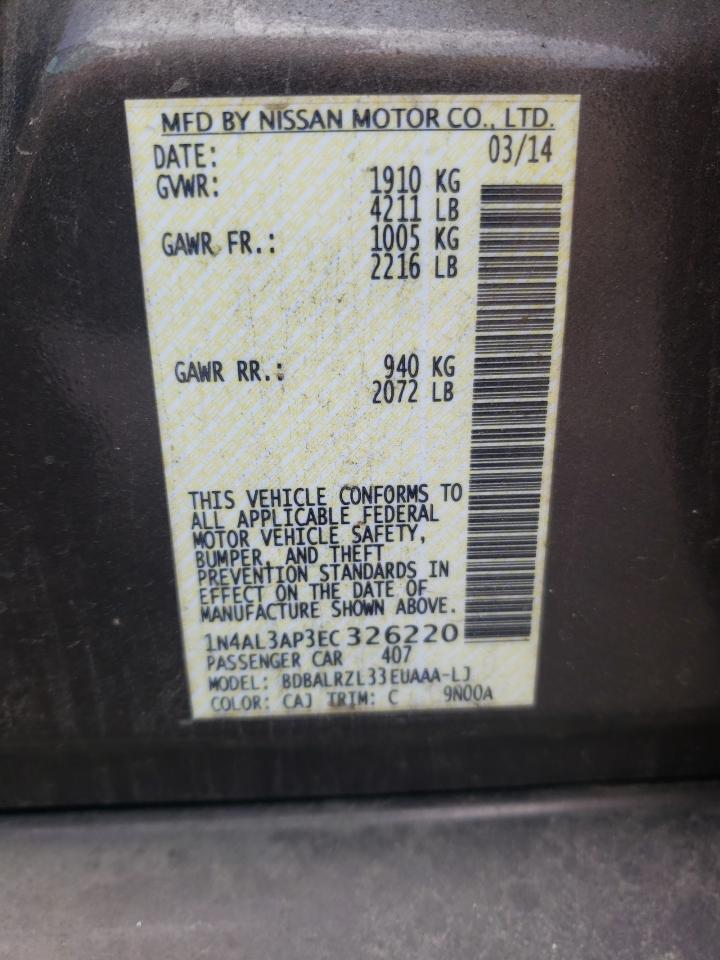 MFD BY NISSAN MOTOR CO., LTD.
DATE: 03/14
GVWR: 1910 KG
4211 LB
GAWR FR.: 1005 KG
2216 LB
GAWR RR.: 940 KG
2072 LB
THIS VEHICLE CONFORMS TO
ALL APPLICABLE FEDERAL
MOTOR VEHICLE SAFETY,
BUMPER, AND THEFT
PREVENTION STANDARDS IN
EFFECT ON THE DATE OF
MANUFACTURE SHOWN ABOVE.
1N4AL3AP3EC 326220
PASSENGER CAR 407
MODEL: BDBALRZL33EUAAA-LJ
COLOR: CAJ TRIM: C 9N00A